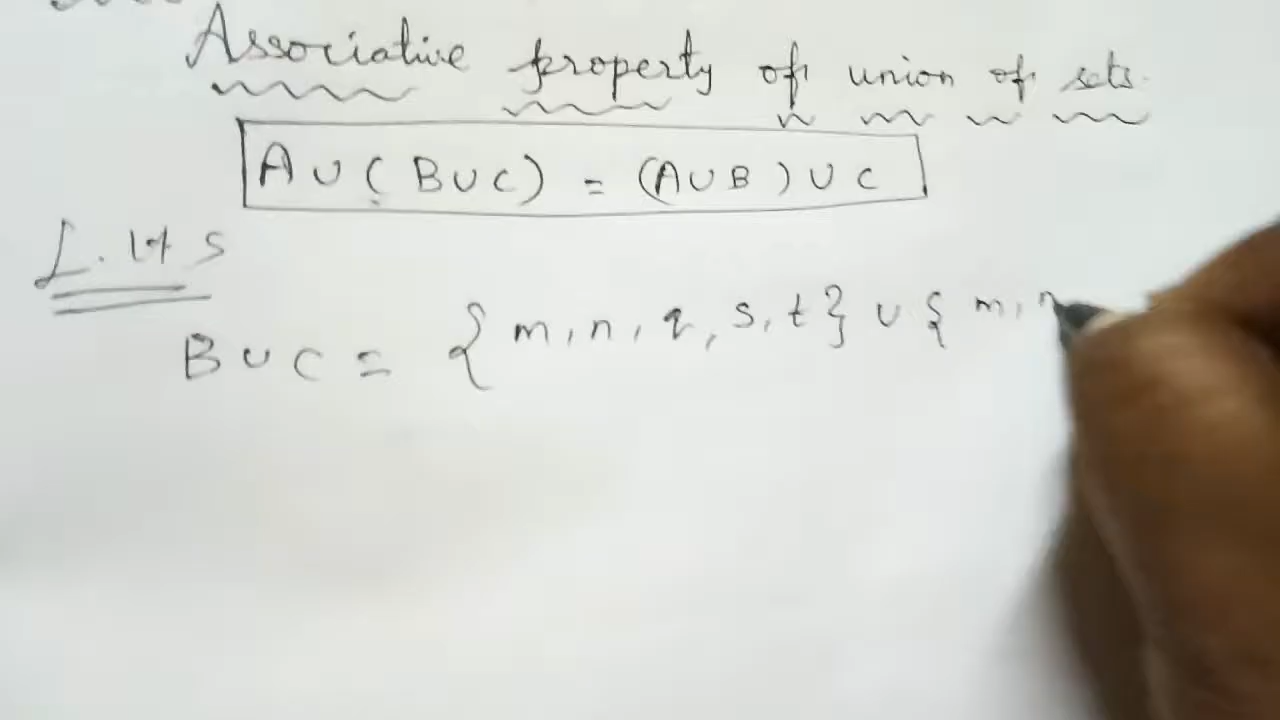 Associative property of union of sets.
A ∪ (B ∪ C) = (A ∪ B) ∪ C
L. H S
B ∪ C = { m, n, q, s, t } ∪ { m, n